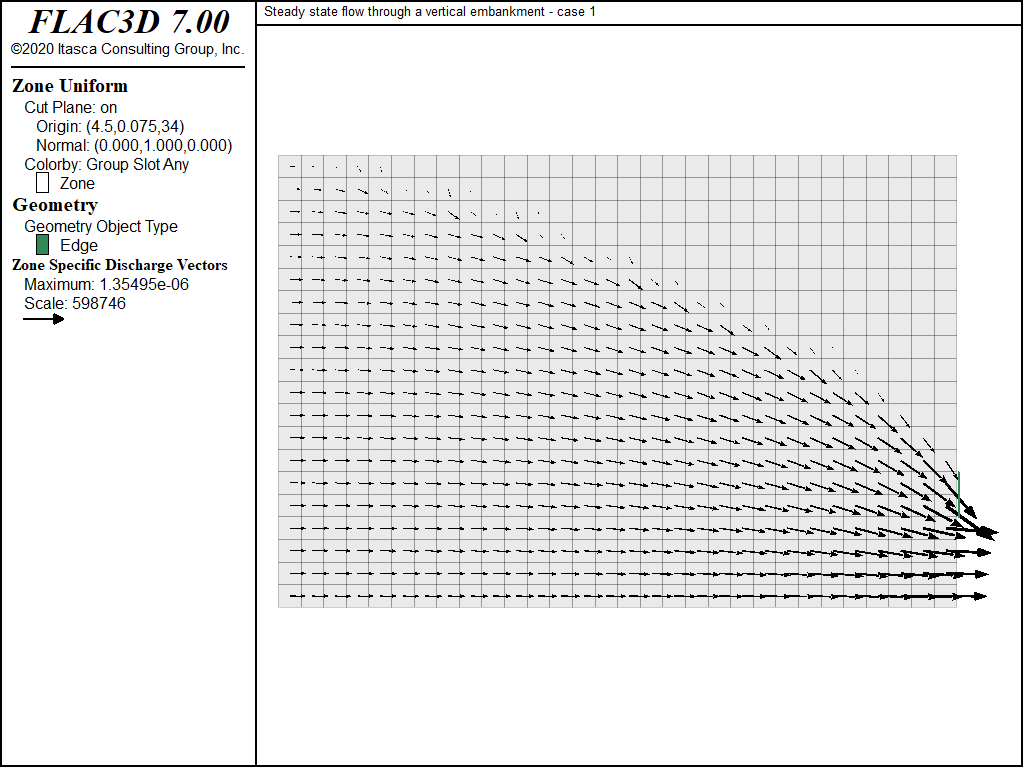 FLAC3D 7.00
©2020 Itasca Consulting Group, Inc.
Zone Uniform
Cut Plane: on
Origin: (4.5,0.075,34)
Normal: (0.000,1.000,0.000)
Colorby: Group Slot Any
Zone
Geometry
Geometry Object Type
Edge
Zone Specific Discharge Vectors
Maximum: 1.35495e-06
Scale: 598746
Steady state flow through a vertical embankment - case 1